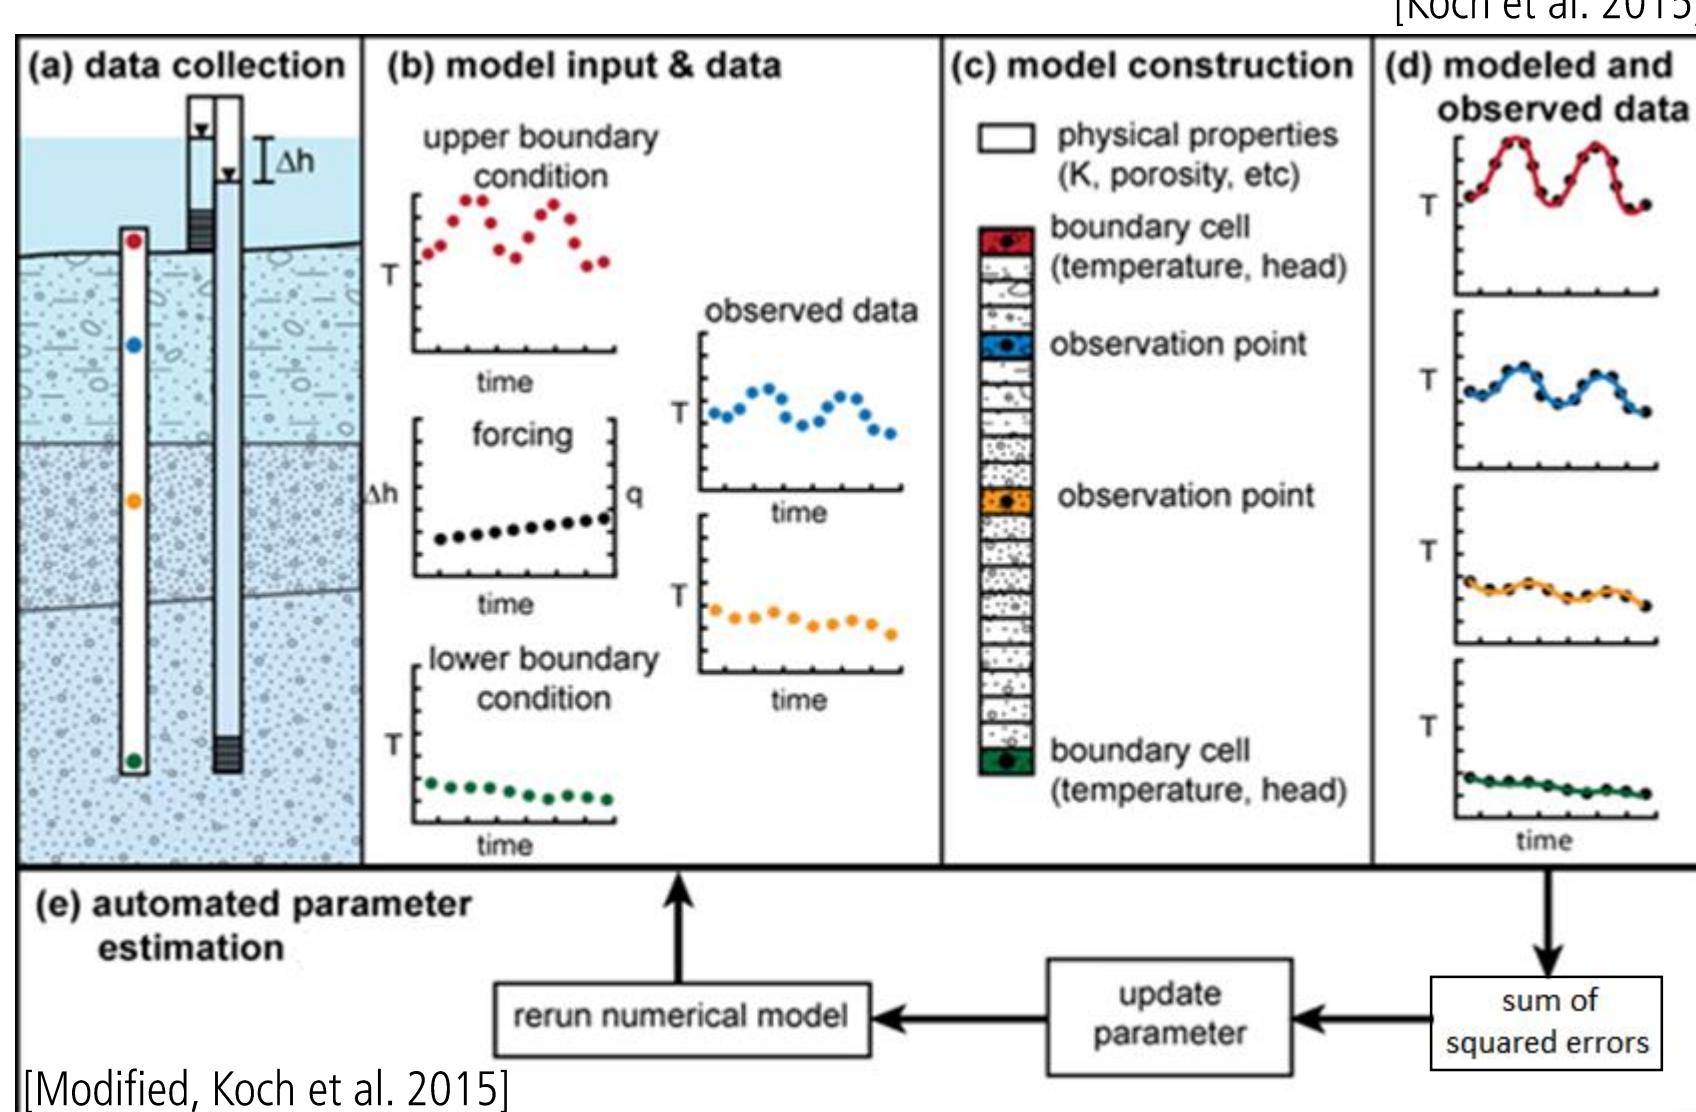 [Koch et al. 2015]
(a) data collection
Δh
(b) model input & data
upper boundary
condition
T
time
forcing
Δh
q
time
lower boundary
condition
T
time
observed data
T
time
T
time
(c) model construction
physical properties
(K, porosity, etc)
boundary cell
(temperature, head)
observation point
observation point
boundary cell
(temperature, head)
(d) modeled and
observed data
T
T
T
T
time
(e) automated parameter
estimation
rerun numerical model
update
parameter
sum of
squared errors
[Modified, Koch et al. 2015]